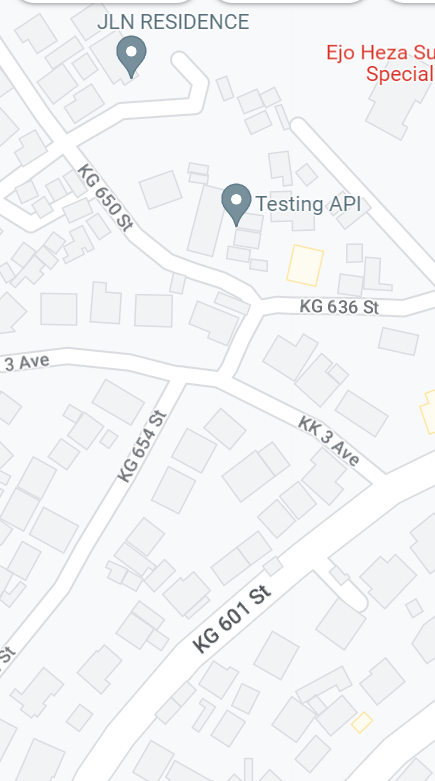 JLN RESIDENCE
Ejo Heza Su
Special
KG 650 St
Testing API
KG 636 St
3 Ave
KG 654 St
KK 3 Ave
KG 601 St
St